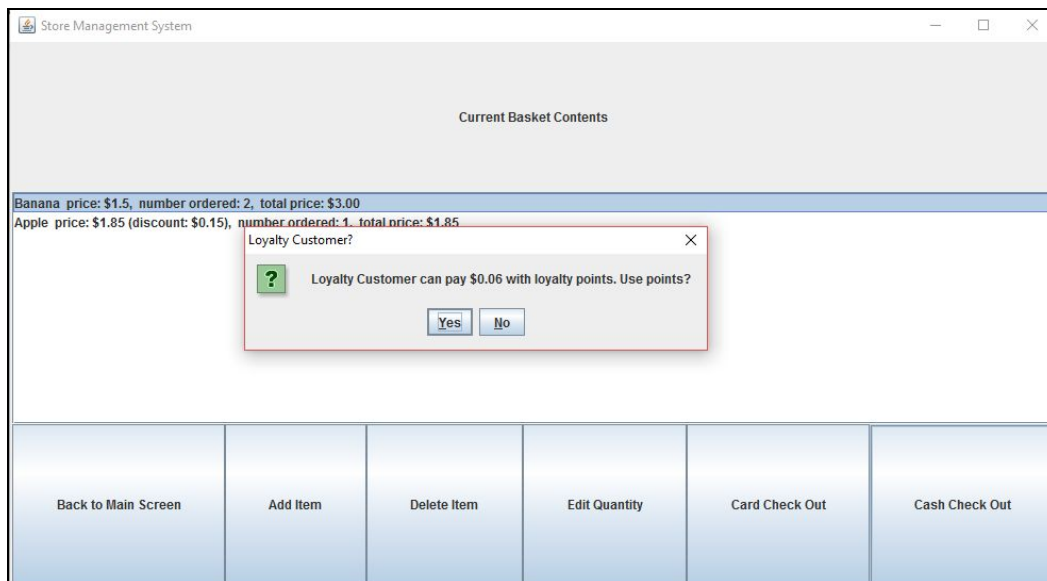 Store Management System
Current Basket Contents
Banana price: $1.5, number ordered: 2, total price: $3.00
Apple price: $1.85 (discount: $0.15), number ordered: 1, total price: $1.85
Loyalty Customer?
Loyalty Customer can pay $0.06 with loyalty points. Use points?
Yes No
Back to Main Screen Add Item Delete Item Edit Quantity Card Check Out Cash Check Out